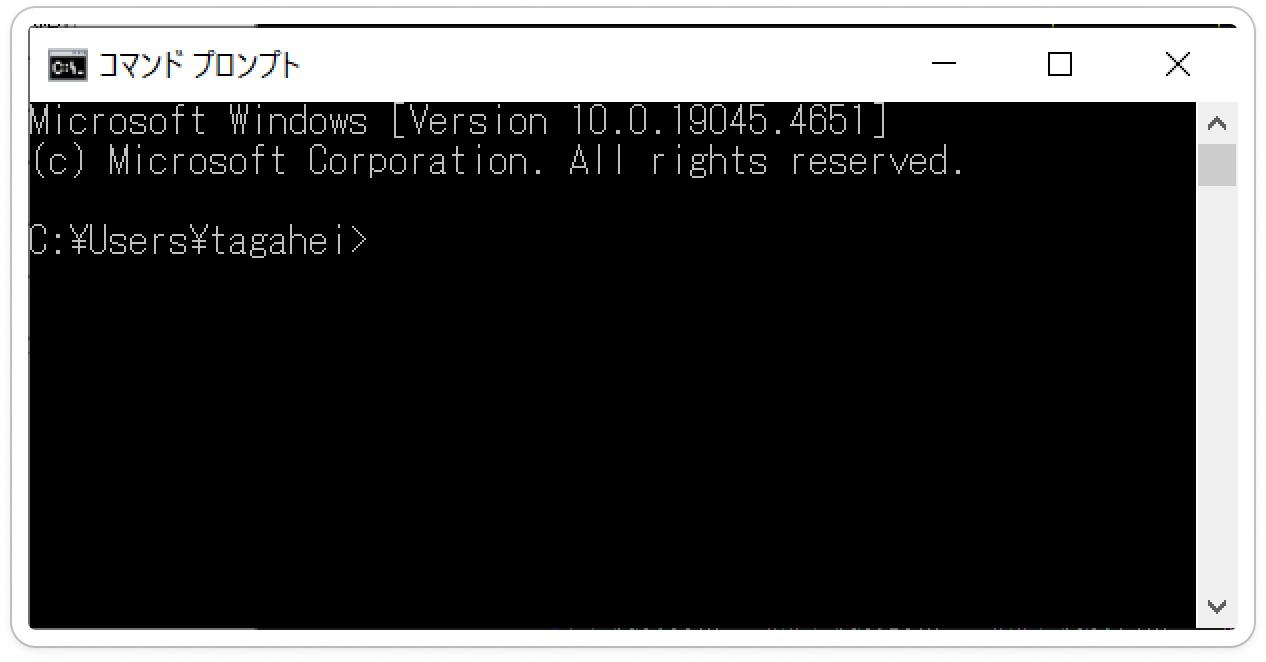 コマンド プロンプト
Microsoft Windows [Version 10.0.19045.4651]
(c) Microsoft Corporation. All rights reserved.
C:¥Users¥tagahei>